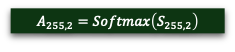 A₂₅₅,₂ = Softmax(S₂₅₅,₂)